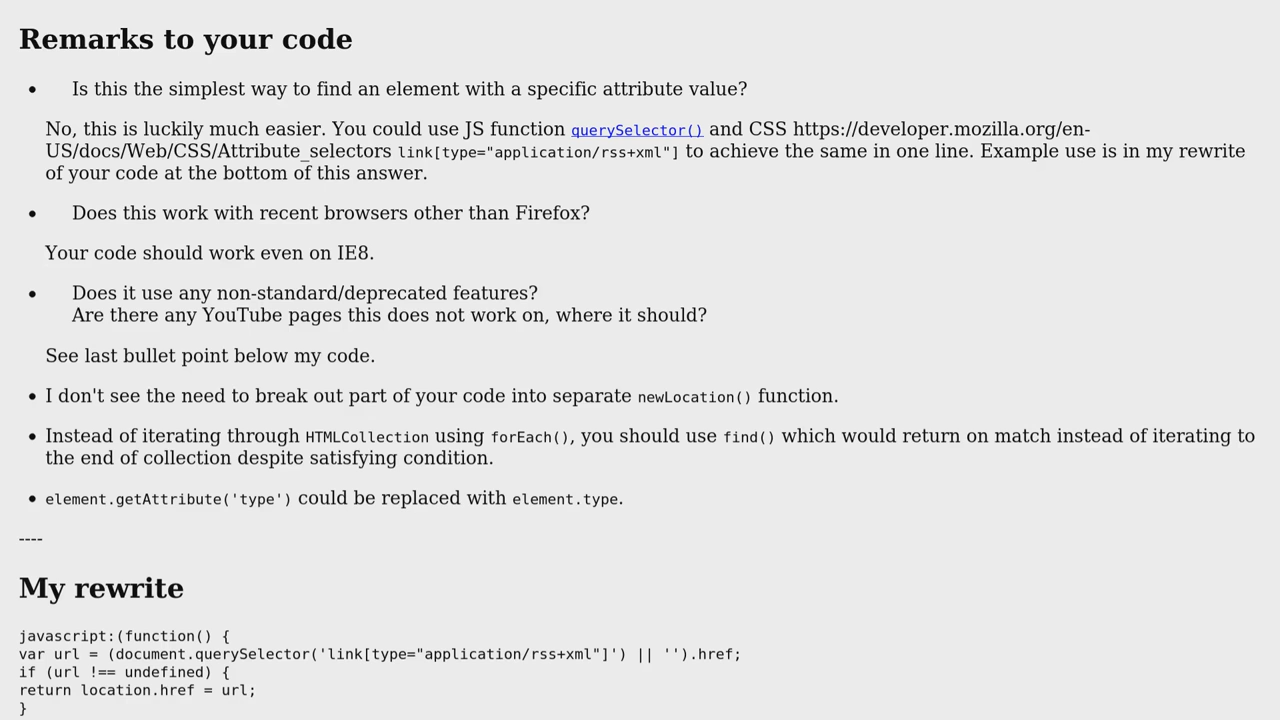 Remarks to your code
• Is this the simplest way to find an element with a specific attribute value?
No, this is luckily much easier. You could use JS function querySelector() and CSS https://developer.mozilla.org/en-
US/docs/Web/CSS/Attribute_selectors link[type="application/rss+xml"] to achieve the same in one line. Example use is in my rewrite
of your code at the bottom of this answer.
• Does this work with recent browsers other than Firefox?
Your code should work even on IE8.
• Does it use any non-standard/deprecated features?
Are there any YouTube pages this does not work on, where it should?
See last bullet point below my code.
• I don't see the need to break out part of your code into separate newLocation() function.
• Instead of iterating through HTMLCollection using forEach(), you should use find() which would return on match instead of iterating to
the end of collection despite satisfying condition.
• element.getAttribute('type') could be replaced with element.type.
----
My rewrite
javascript:(function() {
var url = (document.querySelector('link[type="application/rss+xml"]') || '').href;
if (url !== undefined) {
return location.href = url;
}